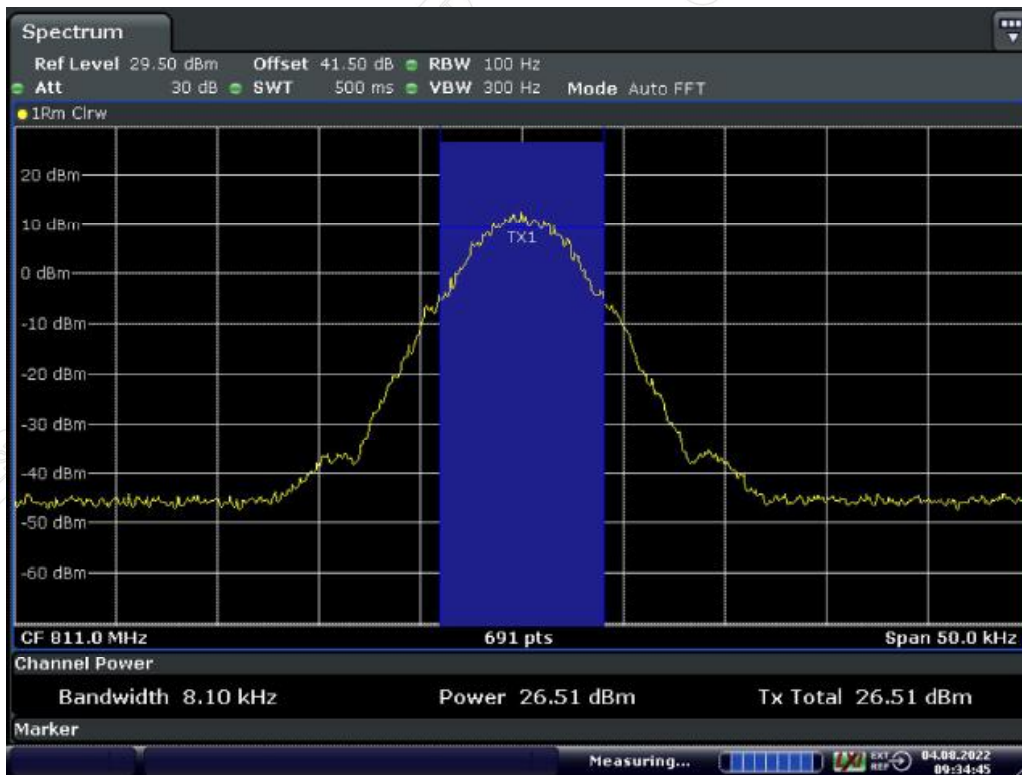 Spectrum
Ref Level 29.50 dBm Offset 41.50 dB RBW 100 Hz
Att 30 dB SWT 500 ms VBW 300 Hz Mode Auto FFT
1Rm Clrw
20 dBm
10 dBm
TX1
0 dBm
-10 dBm
-20 dBm
-30 dBm
-40 dBm
-50 dBm
-60 dBm
CF 811.0 MHz 691 pts Span 50.0 kHz
Channel Power
Bandwidth 8.10 kHz Power 26.51 dBm Tx Total 26.51 dBm
Marker
Measuring... LXI EXT REF 04.08.2022
09:34:45